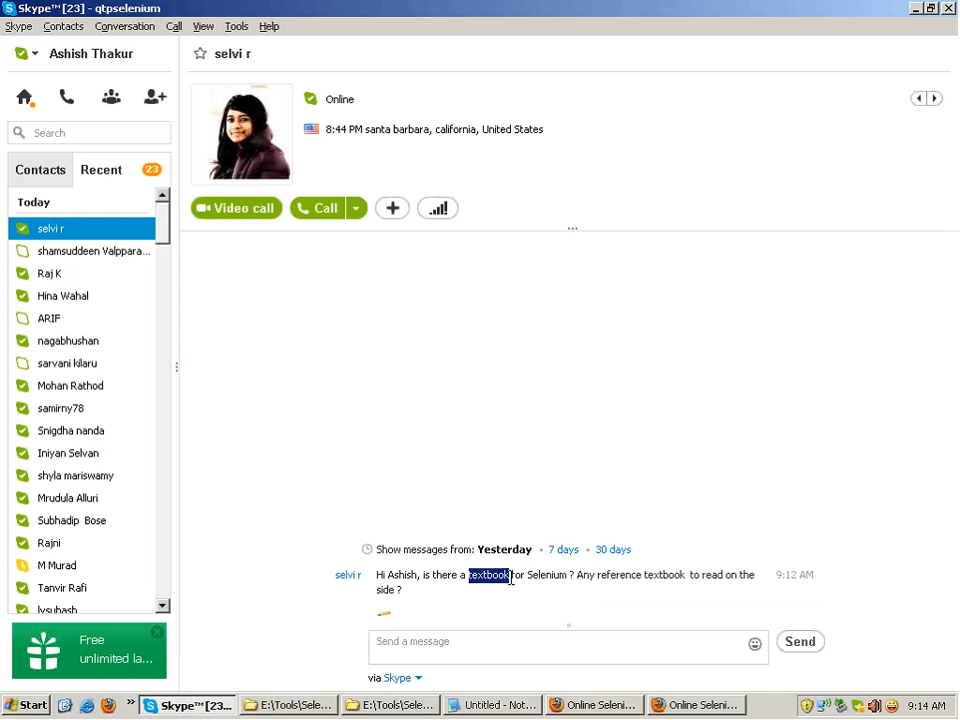 Skype™ [23] - qtpselenium
Skype Contacts Conversation Call View Tools Help
Ashish Thakur
selvi r
Online
8:44 PM santa barbara, california, United States
Search
Contacts Recent 23
Video call Call
Today
selvi r
shamsuddeen Valppara...
Raj K
Hina Wahal
ARIF
nagabhushan
sarvani kilaru
Mohan Rathod
samirny78
Snigdha nanda
Iniyan Selvan
shyla mariswamy
Mrudula Alluri
Subhadip Bose
Rajni
M Murad
Tanvir Rafi
lysubash
Show messages from: Yesterday • 7 days • 30 days
selvi r Hi Ashish, is there a textbook for Selenium ? Any reference textbook to read on the 9:12 AM
side ?
Send a message
Send
via Skype
Free
unlimited la...
Start Skype™ [23... E:\Tools\Sele... E:\Tools\Sele... Untitled - Not... Online Seleni... Online Seleni... 9:14 AM